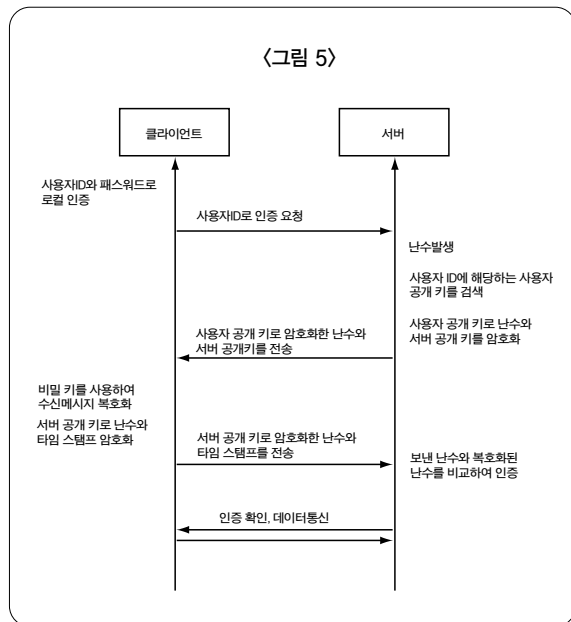 〈그림 5〉
클라이언트
서버
사용자ID와 패스워드로
로컬 인증
사용자ID로 인증 요청
난수발생
사용자 ID에 해당하는 사용자
공개 키를 검색
사용자 공개 키로 난수와
서버 공개 키를 암호화
사용자 공개 키로 암호화한 난수와
서버 공개키를 전송
비밀 키를 사용하여
수신메시지 복호화
서버 공개 키로 난수와
타임 스탬프 암호화
서버 공개 키로 암호화한 난수와
타임 스탬프를 전송
보낸 난수와 복호화된
난수를 비교하여 인증
인증 확인, 데이터통신